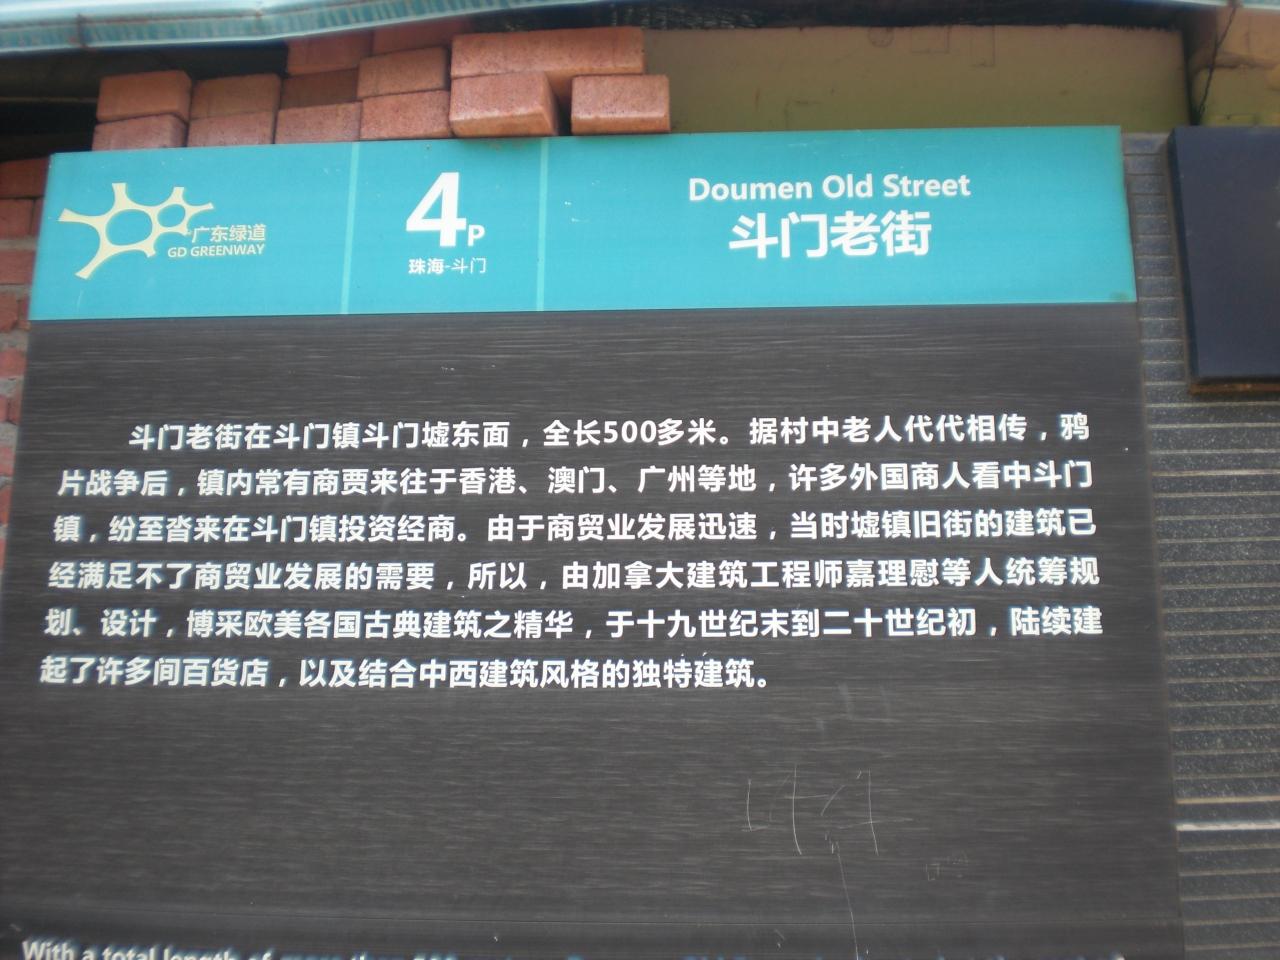 广东绿道
GD GREENWAY
4P
珠海-斗门
Doumen Old Street
斗门老街
斗门老街在斗门镇斗门墟东面，全长500多米。据村中老人代代相传，鸦
片战争后，镇内常有商贾来往于香港、澳门、广州等地，许多外国商人看中斗门
镇，纷至沓来在斗门镇投资经商。由于商贸业发展迅速，当时墟镇旧街的建筑已
经满足不了商贸业发展的需要，所以，由加拿大建筑工程师嘉理慰等人统筹规
划、设计，博采欧美各国古典建筑之精华，于十九世纪末到二十世纪初，陆续建
起了许多间百货店，以及结合中西建筑风格的独特建筑。
With a total length of more than